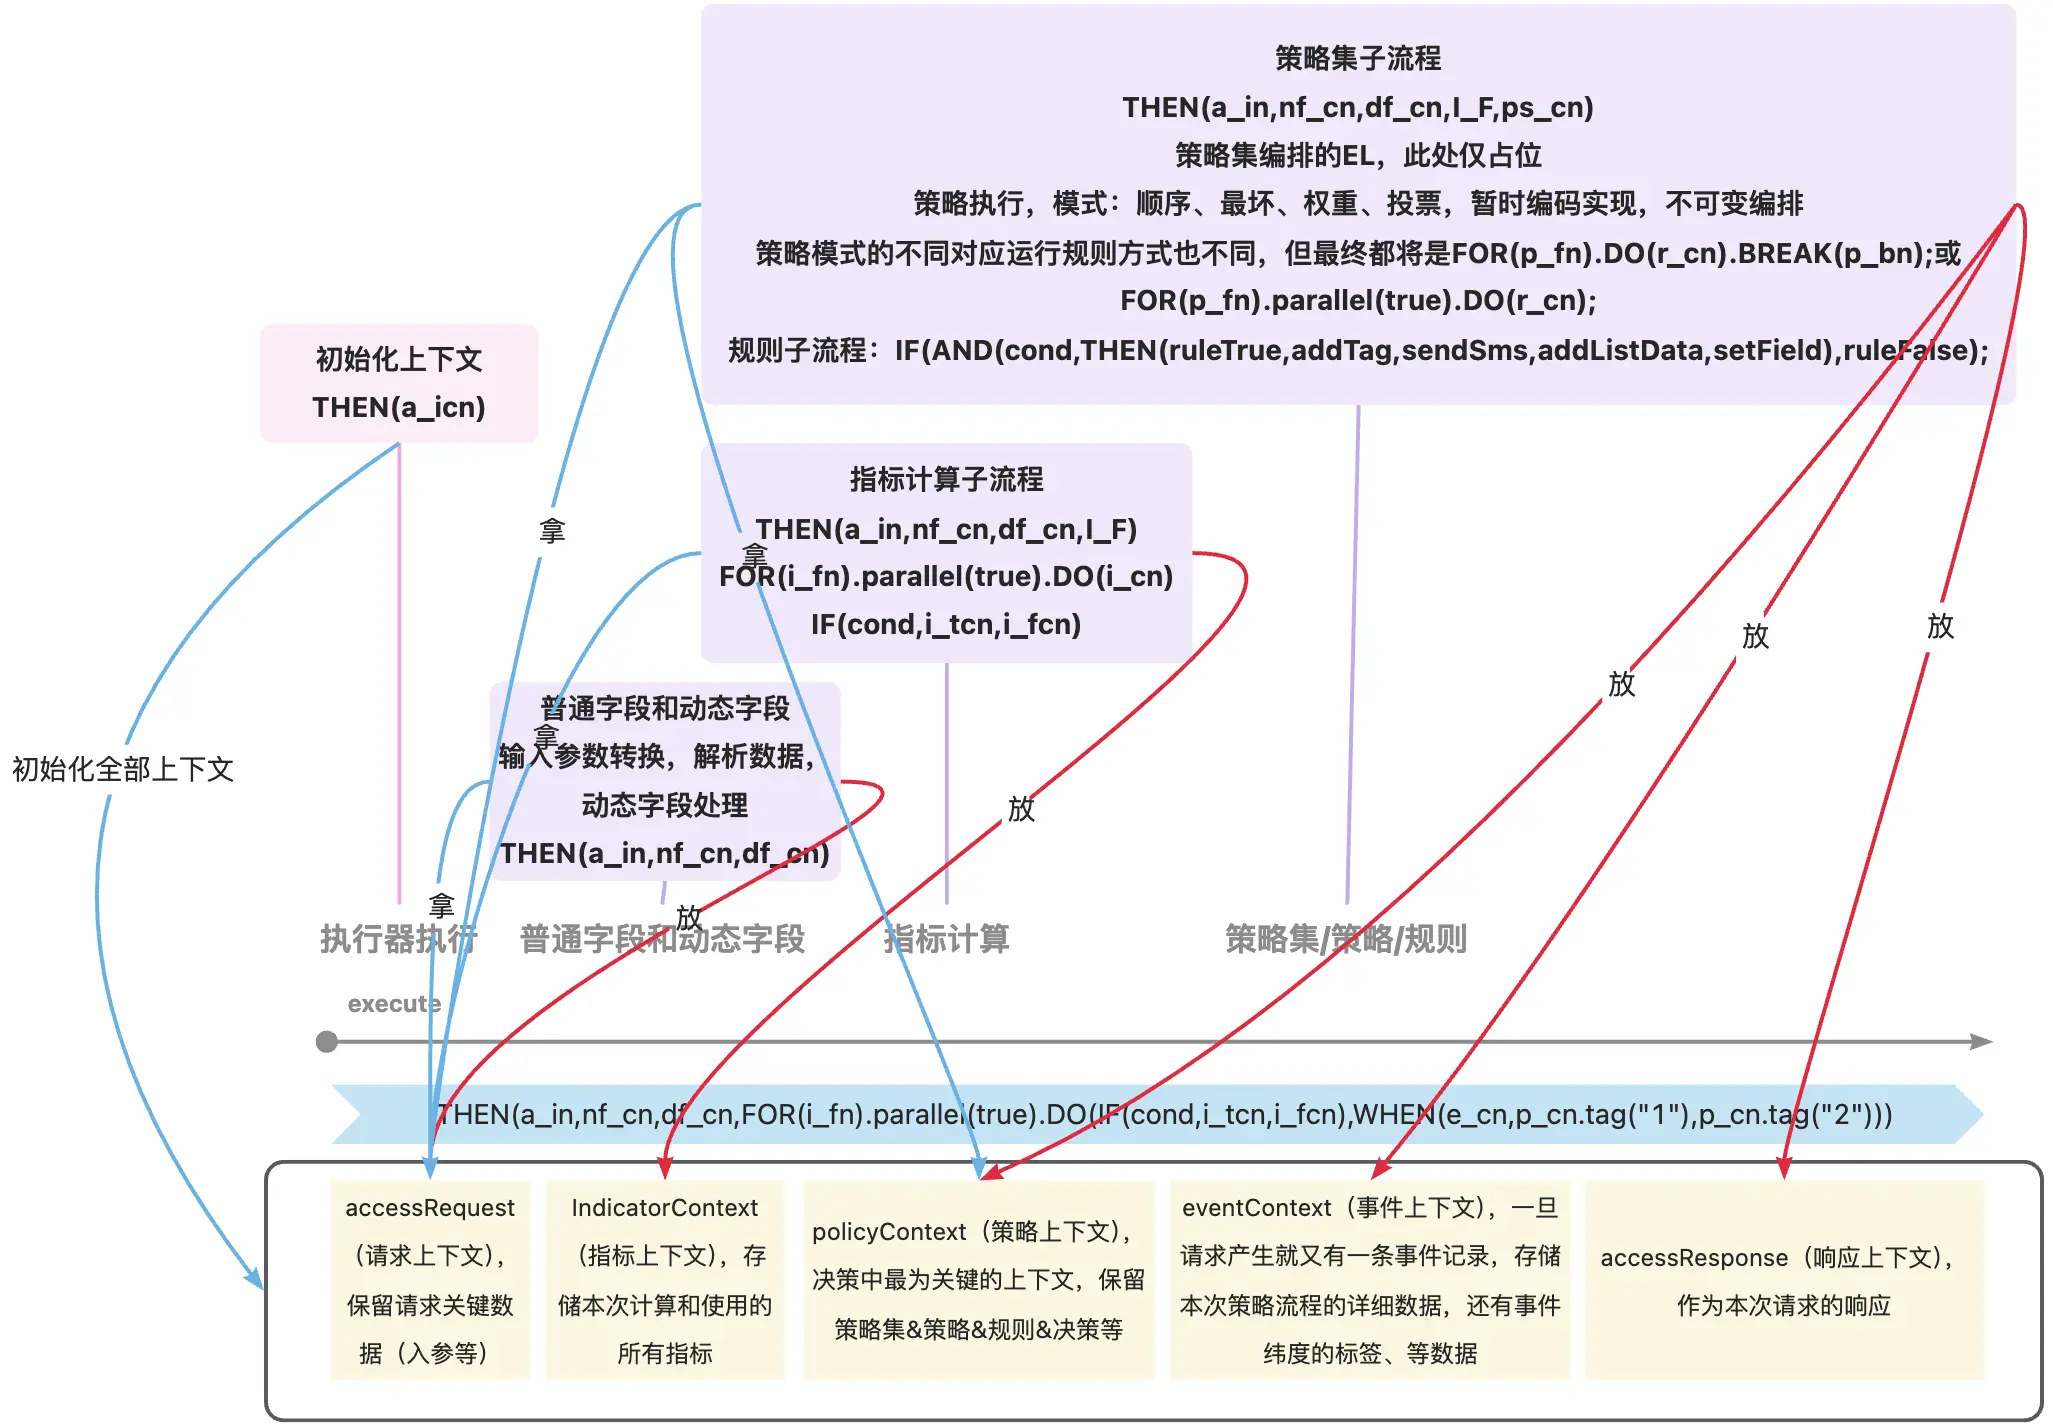 策略集子流程
THEN(a_in,nf_cn,df_cn,I_F,ps_cn)
策略集编排的EL，此处仅占位
策略执行，模式：顺序、最坏、权重、投票，暂时编码实现，不可变编排
策略模式的不同对应运行规则方式也不同，但最终都将是FOR(p_fn).DO(r_cn).BREAK(p_bn);或
FOR(p_fn).parallel(true).DO(r_cn);
规则子流程：IF(AND(cond,THEN(ruleTrue,addTag,sendSms,addListData,setField),ruleFalse);
初始化上下文
THEN(a_icn)
指标计算子流程
THEN(a_in,nf_cn,df_cn,I_F)
FOR(i_fn).parallel(true).DO(i_cn)
IF(cond,i_tcn,i_fcn)
拿
拿
放
放
放
普通字段和动态字段
输入参数转换，解析数据，
动态字段处理
THEN(a_in,nf_cn,df_cn)
拿
初始化全部上下文
放
拿
放
执行器执行
普通字段和动态字段
指标计算
策略集/策略/规则
execute
THEN(a_in,nf_cn,df_cn,FOR(i_fn).parallel(true).DO(IF(cond,i_tcn,i_fcn),WHEN(e_cn,p_cn.tag("1"),p_cn.tag("2")))
accessRequest
（请求上下文），
保留请求关键数
据（入参等）
IndicatorContext
（指标上下文），存
储本次计算和使用的
所有指标
policyContext（策略上下文），
决策中最为关键的上下文，保留
策略集&策略&规则&决策等
eventContext（事件上下文），一旦
请求产生就又有一条事件记录，存储
本次策略流程的详细数据，还有事件
纬度的标签、等数据
accessResponse（响应上下文），
作为本次请求的响应